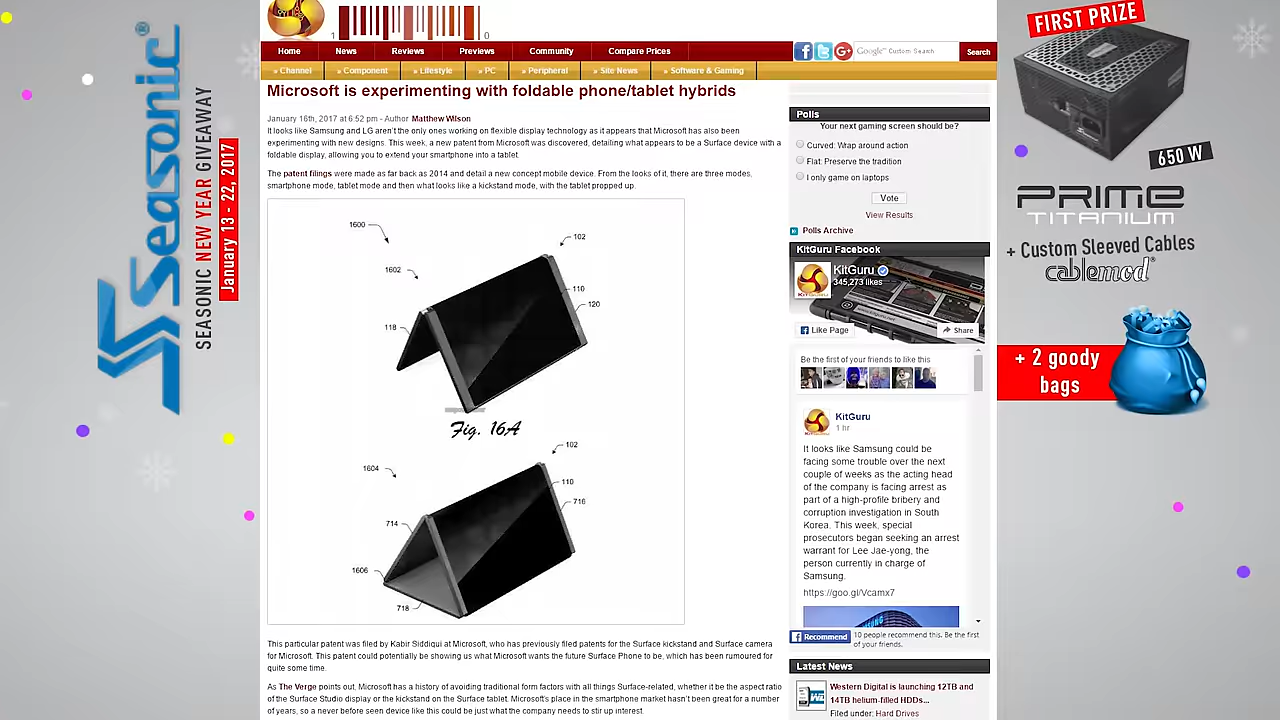 Seasonic
SEASONIC NEW YEAR GIVEAWAY
January 13 - 22, 2017
1
0
Home
News
Reviews
Previews
Community
Compare Prices
Google™ Custom Search
Search
» Channel
» Component
» Lifestyle
» PC
» Peripheral
» Site News
» Software & Gaming
Microsoft is experimenting with foldable phone/tablet hybrids
January 16th, 2017 at 6:52 pm - Author Matthew Wilson
It looks like Samsung and LG aren't the only ones working on flexible display technology as it appears that Microsoft has also been
experimenting with new designs. This week, a new patent from Microsoft was discovered, detailing what appears to be a Surface device with a
foldable display, allowing you to extend your smartphone into a tablet.
The patent filings were made as far back as 2014 and detail a new concept mobile device. From the looks of it, there are three modes,
smartphone mode, tablet mode and then what looks like a kickstand mode, with the tablet propped up.
1600
102
1602
110
120
118
Fig. 16A
102
1604
110
716
714
1606
718
This particular patent was filed by Kabir Siddiqui at Microsoft, who has previously filed patents for the Surface kickstand and Surface camera
for Microsoft. This patent could potentially be showing us what Microsoft wants the future Surface Phone to be, which has been rumoured for
quite some time.
As The Verge points out, Microsoft has a history of avoiding traditional form factors with all things Surface-related, whether it be the aspect ratio
of the Surface Studio display or the kickstand on the Surface tablet. Microsoft's place in the smartphone market hasn't been great for a number
of years, so a never before seen device like this could be just what the company needs to stir up interest.
Polls
Your next gaming screen should be?
Curved: Wrap around action
Flat: Preserve the tradition
I only game on laptops
Vote
View Results
Polls Archive
KitGuru Facebook
KitGuru
345,273 likes
Like Page
Share
Be the first of your friends to like this
KitGuru
1 hr
It looks like Samsung could be
facing some trouble over the next
couple of weeks as the acting head
of the company is facing arrest as
part of a high-profile bribery and
corruption investigation in South
Korea. This week, special
prosecutors began seeking an arrest
warrant for Lee Jae-yong, the
person currently in charge of
Samsung.
https://goo.gl/Vcamx7
Recommend
10 people recommend this. Be the first
of your friends.
Latest News
Western Digital is launching 12TB and
14TB helium-filled HDDs...
Filed under: Hard Drives
FIRST PRIZE
650 W
PRIME
TITANIUM
+ Custom Sleeved Cables
cablemod®
+ 2 goody
bags